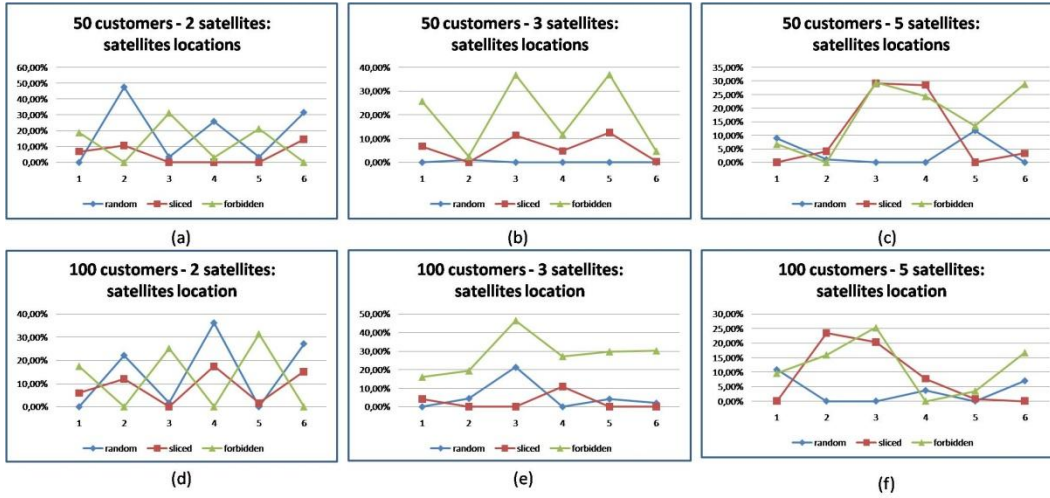 50 customers - 2 satellites:
satellites locations
60,00%
50,00%
40,00%
30,00%
20,00%
10,00%
0,00%
1 2 3 4 5 6
random sliced forbidden
(a)
50 customers - 3 satellites:
satellites locations
40,00%
30,00%
20,00%
10,00%
0,00%
1 2 3 4 5 6
random sliced forbidden
(b)
50 customers - 5 satellites:
satellites locations
35,00%
30,00%
25,00%
20,00%
15,00%
10,00%
5,00%
0,00%
1 2 3 4 5 6
random sliced forbidden
(c)
100 customers - 2 satellites:
satellites location
40,00%
30,00%
20,00%
10,00%
0,00%
1 2 3 4 5 6
random sliced forbidden
(d)
100 customers - 3 satellites:
satellites location
50,00%
40,00%
30,00%
20,00%
10,00%
0,00%
1 2 3 4 5 6
random sliced forbidden
(e)
100 customers - 5 satellites:
satellites location
30,00%
25,00%
20,00%
15,00%
10,00%
5,00%
0,00%
1 2 3 4 5 6
random sliced forbidden
(f)